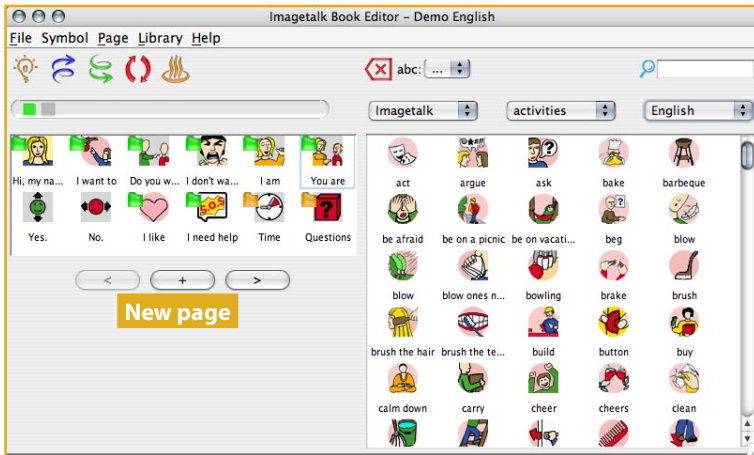 Imagetalk Book Editor – Demo English
File Symbol Page Library Help
abc: ...
Imagetalk activities English
Hi, my na... I want to Do you w... I don't wa... I am You are
S.O.S ?
Yes. No. I like I need help Time Questions
< + >
New page
act argue ask bake barbeque
be afraid be on a picnic be on vacati... beg blow
blow blow ones n... bowling brake brush
brush the hair brush the te... build button buy
calm down carry cheer cheers clean